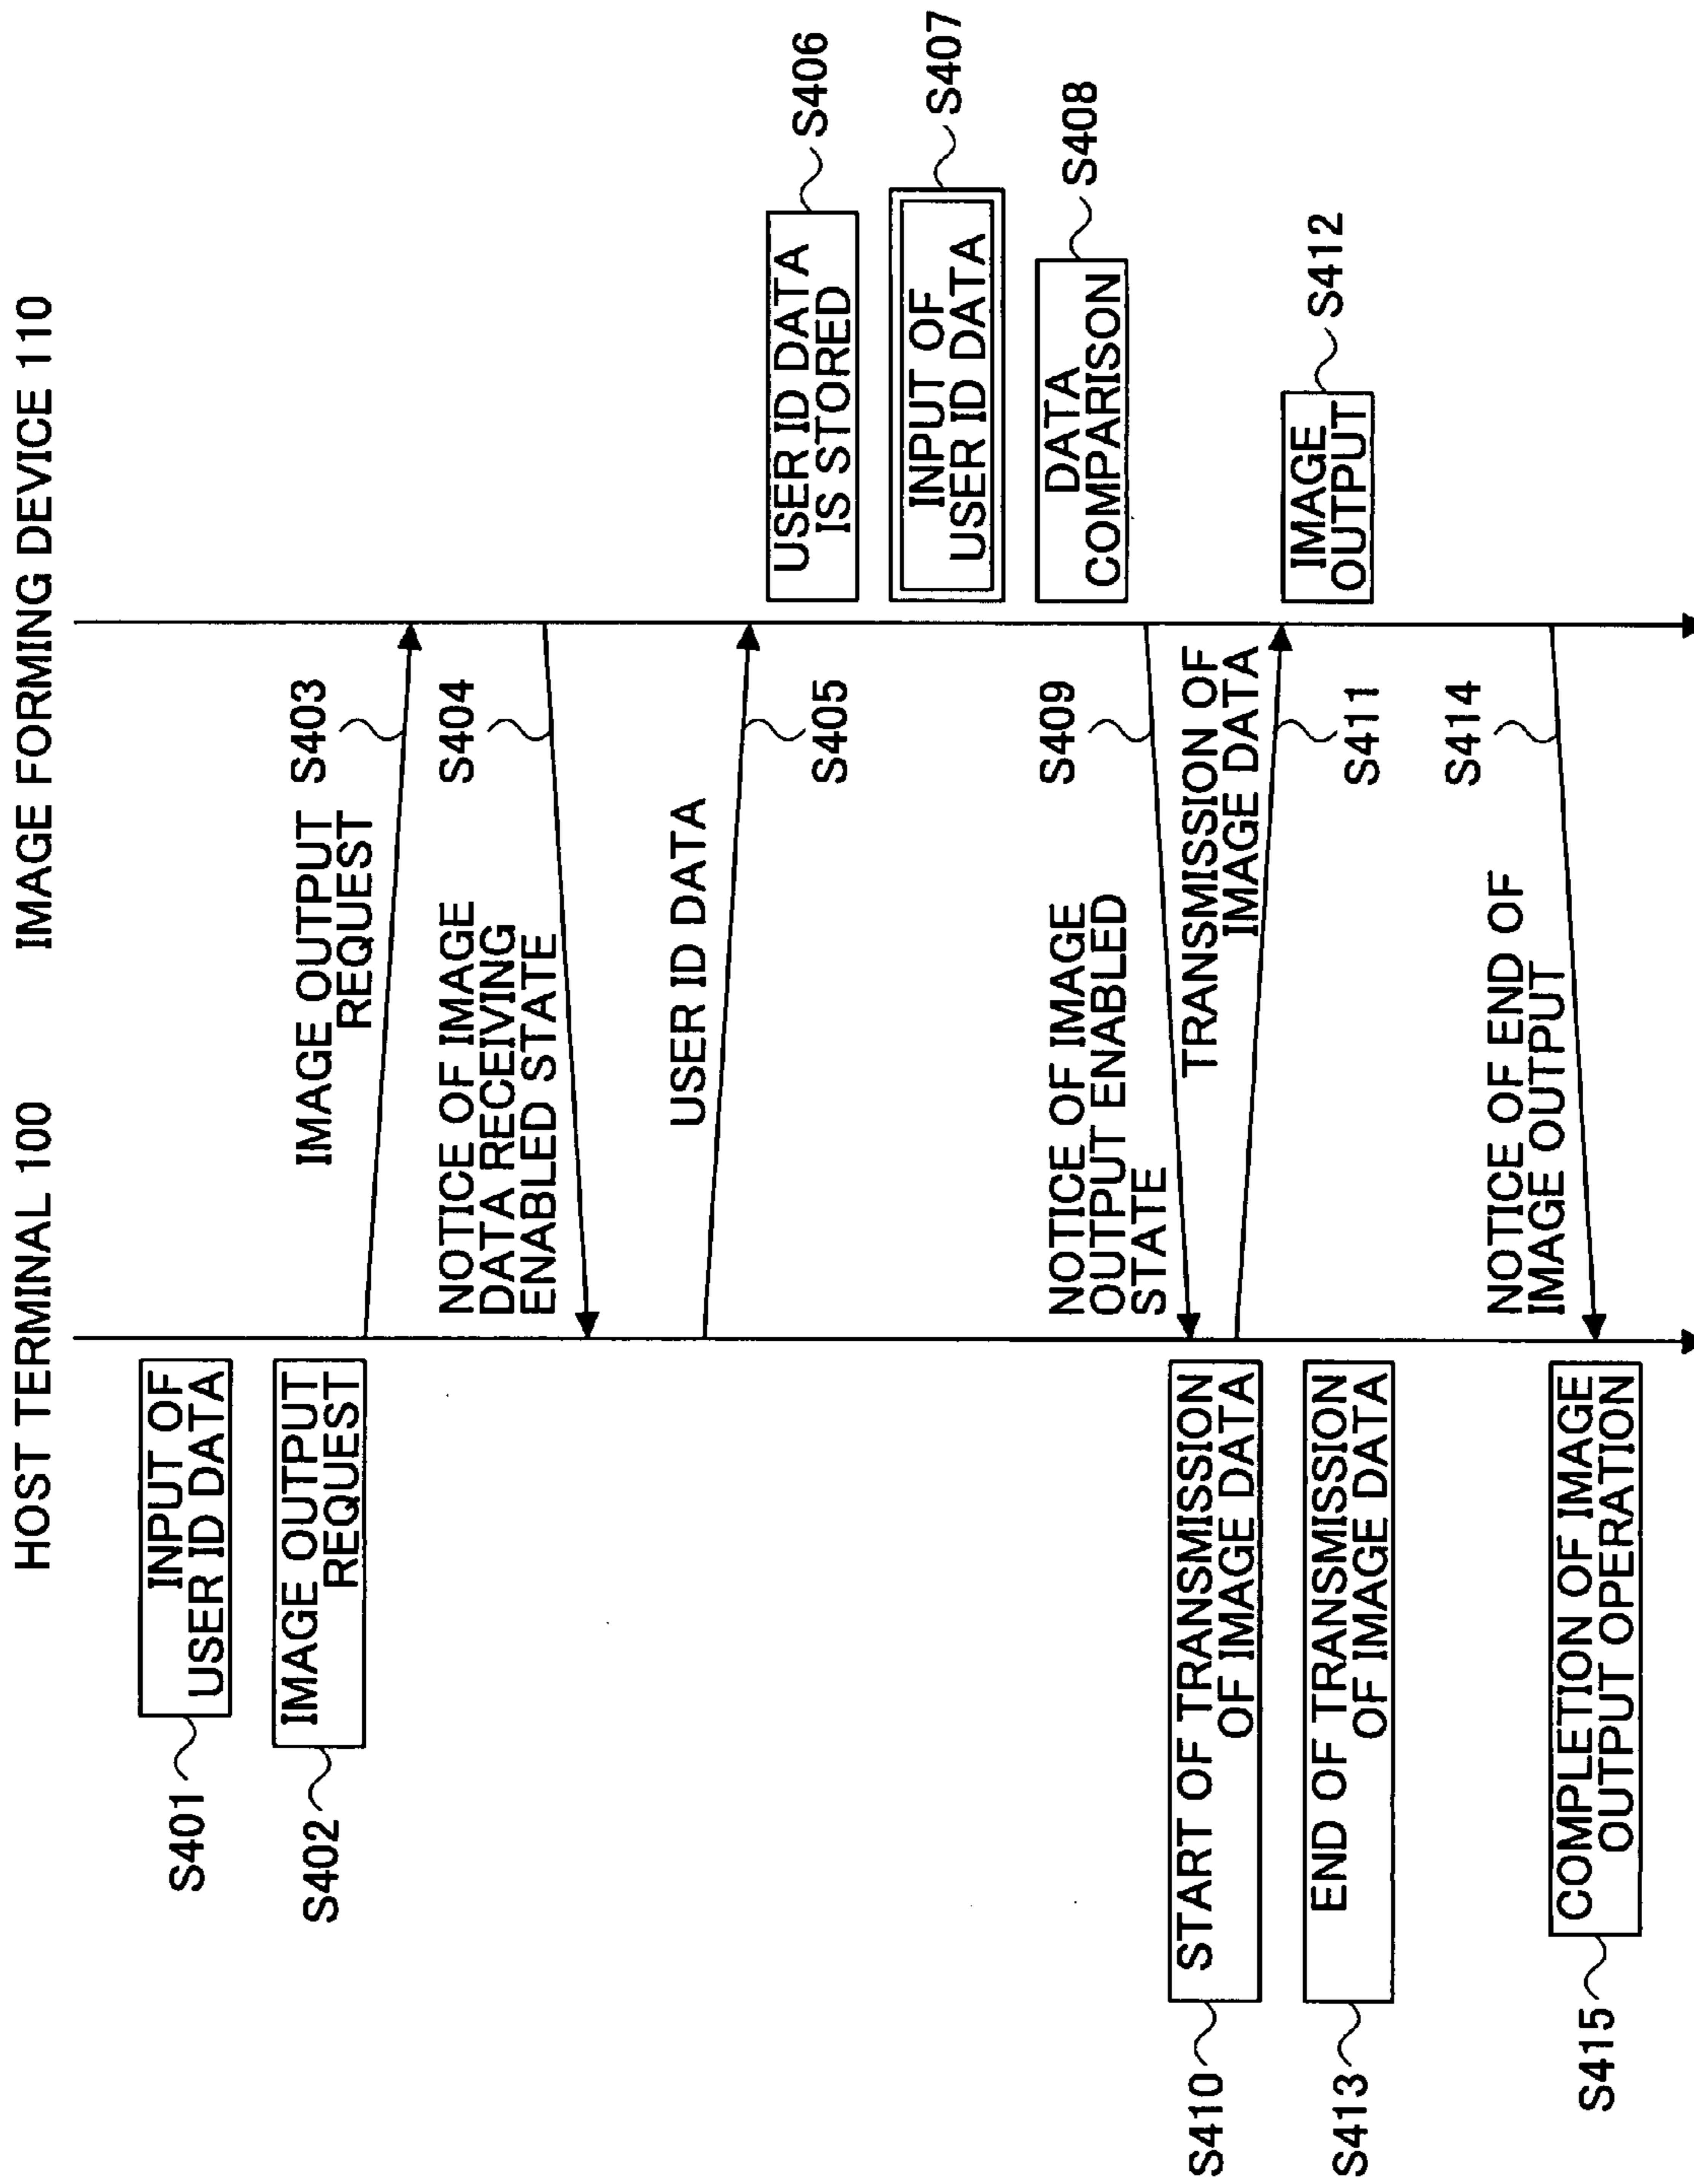 HOST TERMINAL 100
IMAGE FORMING DEVICE 110
S401
INPUT OF
USER ID DATA
S402
IMAGE OUTPUT
REQUEST
IMAGE OUTPUT
REQUEST
S403
NOTICE OF IMAGE
DATA RECEIVING
ENABLED STATE
S404
USER ID DATA
S405
USER ID DATA
IS STORED
S406
INPUT OF
USER ID DATA
S407
DATA
COMPARISON
S408
NOTICE OF IMAGE
OUTPUT ENABLED
STATE
S409
S410
START OF TRANSMISSION
OF IMAGE DATA
TRANSMISSION OF
IMAGE DATA
S411
IMAGE
OUTPUT
S412
S413
END OF TRANSMISSION
OF IMAGE DATA
NOTICE OF END OF
IMAGE OUTPUT
S414
S415
COMPLETION OF IMAGE
OUTPUT OPERATION